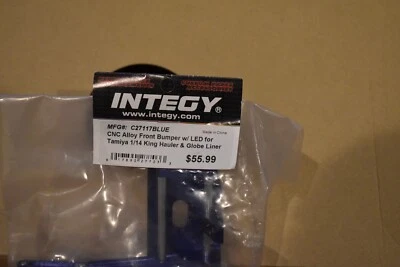 INTEGY®
www.integy.com
MFG#: C27117BLUE
Made in China
CNC Alloy Front Bumper w/ LED for
Tamiya 1/14 King Hauler & Globe Liner
$55.99